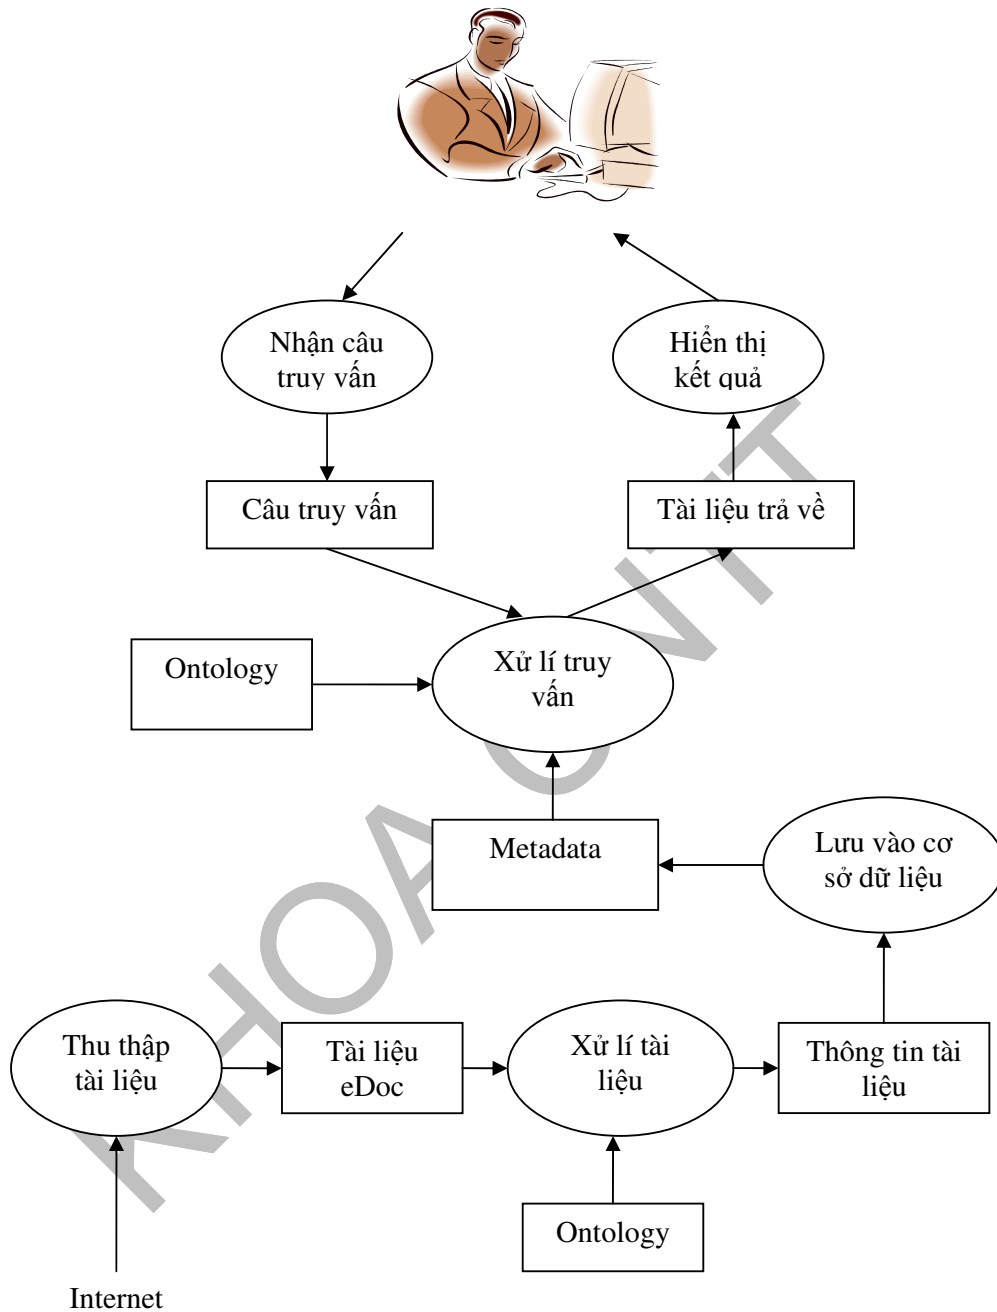 Nhận câu
truy vấn
Hiển thị
kết quả
Câu truy vấn
Tài liệu trả về
Ontology
Xử lí truy
vấn
Metadata
Lưu vào cơ
sở dữ liệu
Thu thập
tài liệu
Tài liệu
eDoc
Xử lí tài
liệu
Thông tin tài
liệu
Ontology
Internet
KHOA CNTT